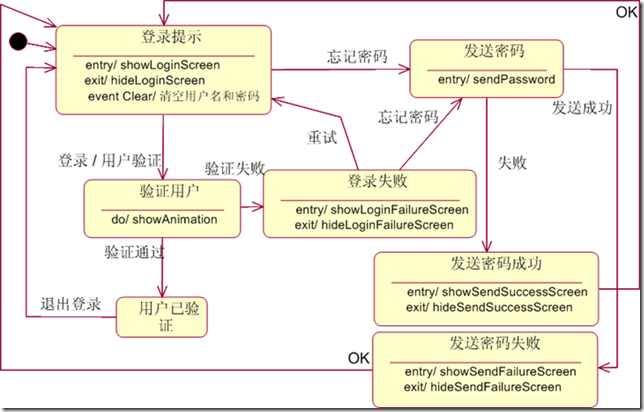 OK
登录提示
entry/ showLoginScreen
exit/ hideLoginScreen
event Clear/ 清空用户名和密码
忘记密码
发送密码
entry/ sendPassword
发送成功
忘记密码
重试
失败
登录 / 用户验证
验证失败
验证用户
do/ showAnimation
登录失败
entry/ showLoginFailureScreen
exit/ hideLoginFailureScreen
验证通过
发送密码成功
entry/ showSendSuccessScreen
exit/ hideSendSuccessScreen
退出登录
用户已验
证
OK
发送密码失败
entry/ showSendFailureScreen
exit/ hideSendFailureScreen